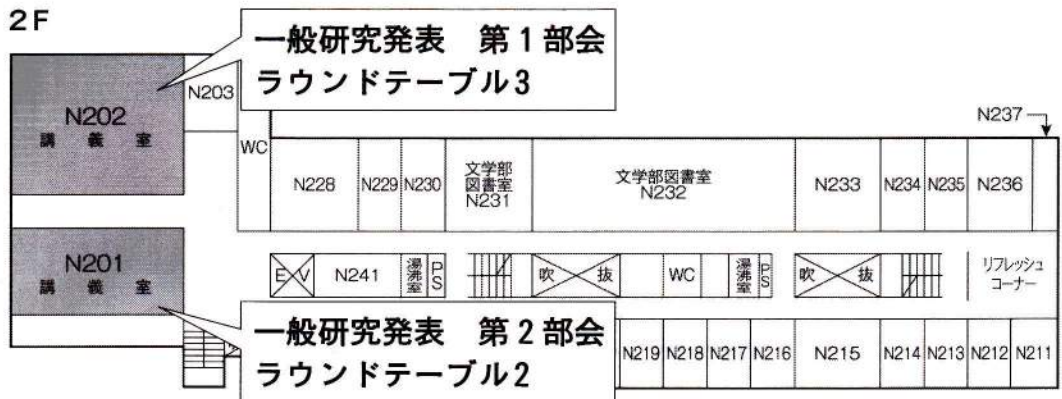 2F
一般研究発表　第1部会
ラウンドテーブル3
N203
N202
講義室
WC
N237
N228
N229
N230
文学部
図書室
N231
文学部図書室
N232
N233
N234
N235
N236
N201
講義室
EV
N241
湯沸室
PS
吹抜
WC
湯沸室
PS
吹抜
リフレッシュ
コーナー
一般研究発表　第2部会
ラウンドテーブル2
N219
N218
N217
N216
N215
N214
N213
N212
N211